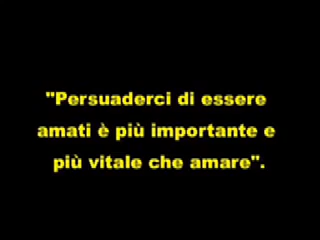 "Persuaderci di essere
amati è più importante e
più vitale che amare".